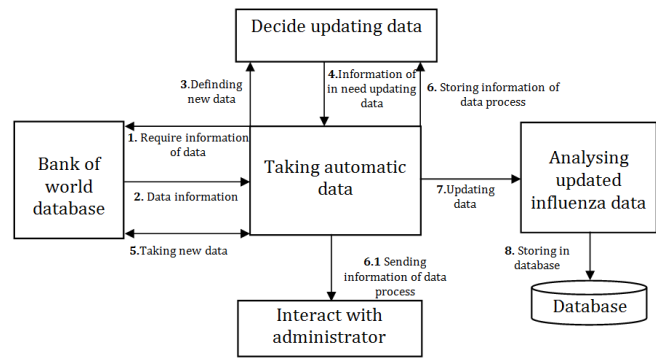 Decide updating data
3.Definding
new data
4.Information of
in need updating
data
6. Storing information of
data process
1. Require information
of data
Bank of
world
database
2. Data information
Taking automatic
data
7.Updating
data
Analysing
updated
influenza data
5.Taking new data
6.1 Sending
information of data
process
8. Storing in
database
Interact with
administrator
Database